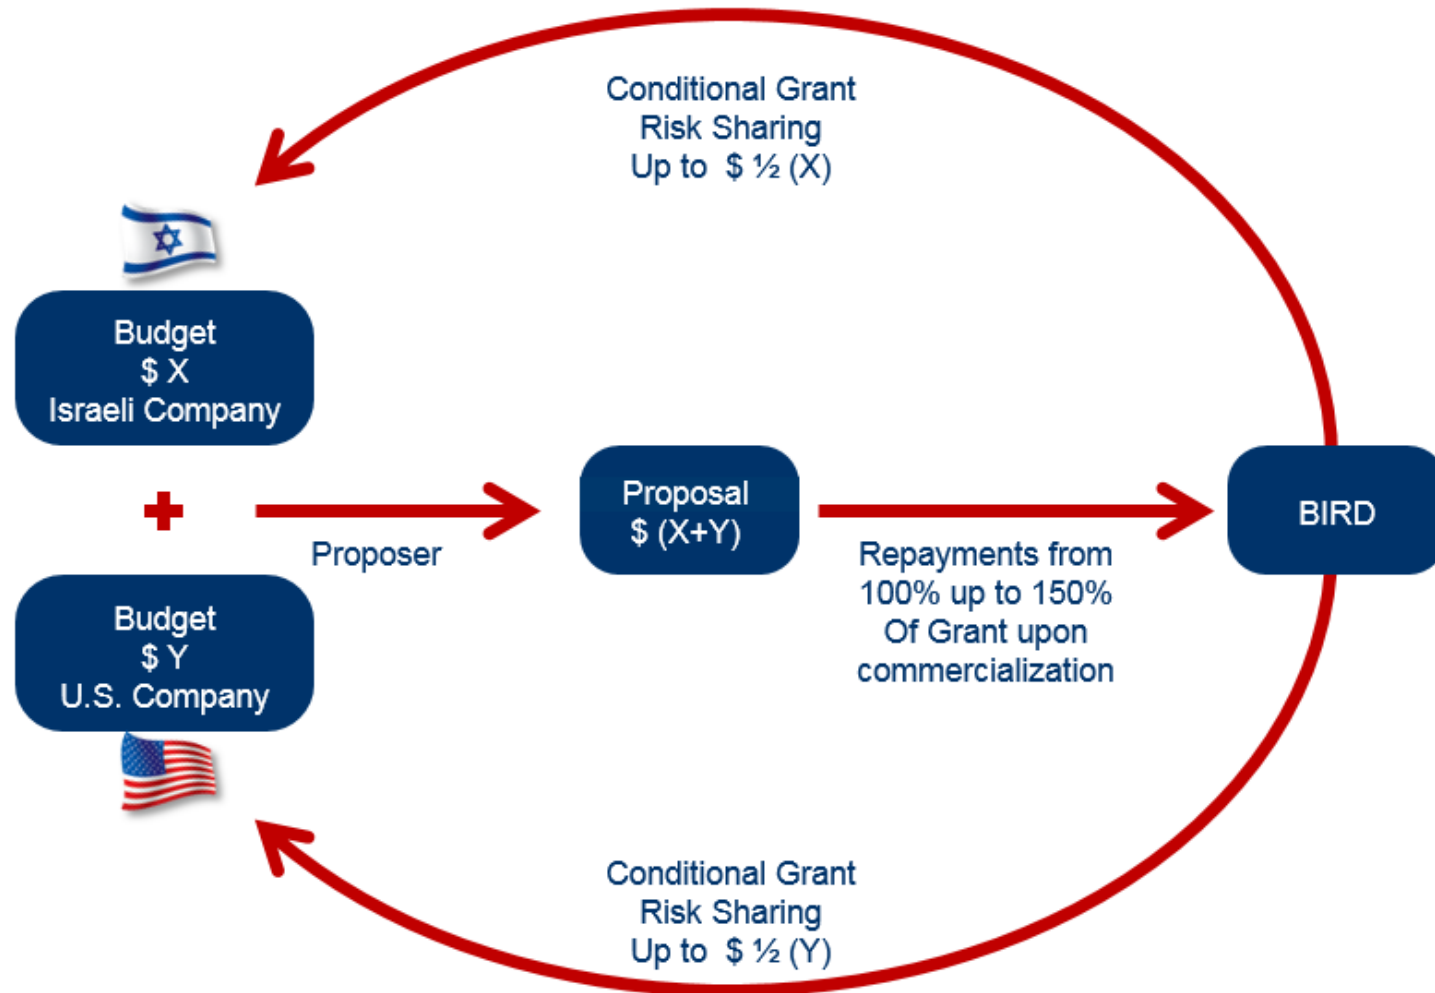 Conditional Grant
Risk Sharing
Up to $ ½ (X)
Budget
$ X
Israeli Company
Proposer
Proposal
$ (X+Y)
Repayments from
100% up to 150%
Of Grant upon
commercialization
BIRD
Budget
$ Y
U.S. Company
Conditional Grant
Risk Sharing
Up to $ ½ (Y)